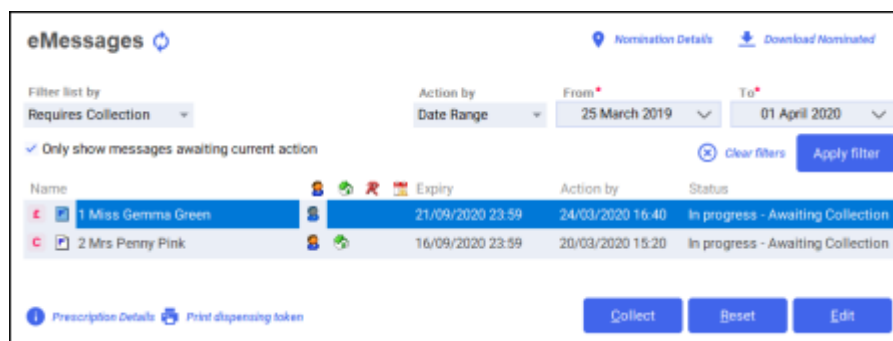 eMessages
Nomination Details Download Nominated
Filter list by Action by From* To*
Requires Collection Date Range 25 March 2019 01 April 2020
Only show messages awaiting current action Clear filters Apply filter
Name Expiry Action by Status
£ 1 Miss Gemma Green 21/09/2020 23:59 24/03/2020 16:40 In progress - Awaiting Collection
C 2 Mrs Penny Pink 16/09/2020 23:59 20/03/2020 15:20 In progress - Awaiting Collection
Prescription Details Print dispensing token Collect Reset Edit